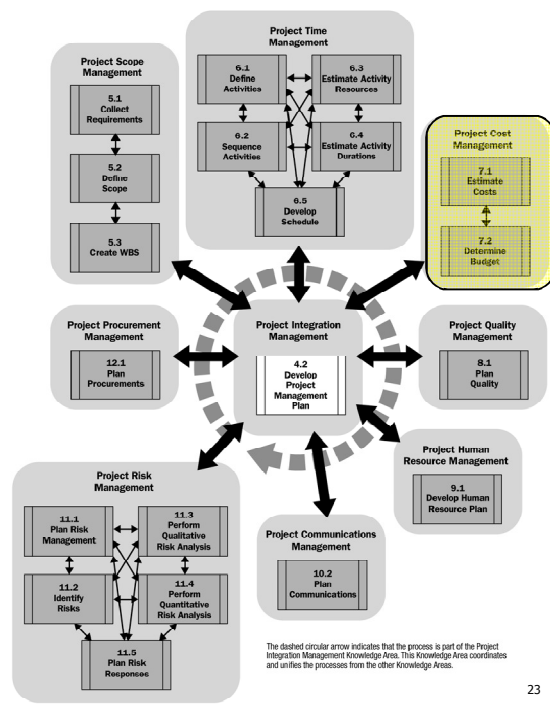 Project Time
Management
6.1
Define
Activities
6.3
Estimate Activity
Resources
6.2
Sequence
Activities
6.4
Estimate Activity
Durations
6.5
Develop
Schedule
Project Scope
Management
5.1
Collect
Requirements
5.2
Define
Scope
5.3
Create WBS
Project Cost
Management
7.1
Estimate
Costs
7.2
Determine
Budget
Project Procurement
Management
12.1
Plan
Procurements
Project Integration
Management
4.2
Develop
Project
Management
Plan
Project Quality
Management
8.1
Plan
Quality
Project Human
Resource Management
9.1
Develop Human
Resource Plan
Project Risk
Management
11.1
Plan Risk
Management
11.3
Perform
Qualitative
Risk Analysis
11.2
Identify
Risks
11.4
Perform
Quantitative
Risk Analysis
11.5
Plan Risk
Responses
Project Communications
Management
10.2
Plan
Communications
The dashed circular arrow indicates that the process is part of the Project
Integration Management Knowledge Area. This Knowledge Area coordinates
and unifies the processes from the other Knowledge Areas.
23